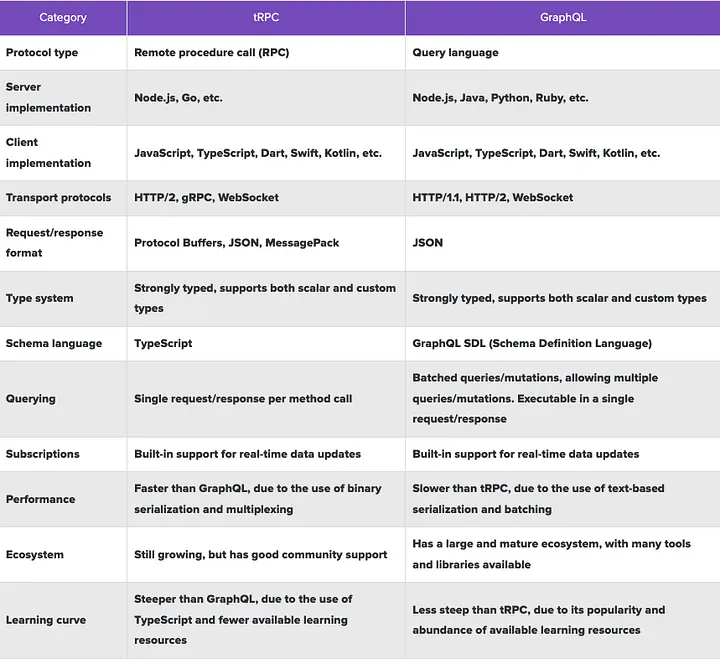 Category tRPC GraphQL
Protocol type Remote procedure call (RPC) Query language
Server
implementation
Node.js, Go, etc.
Node.js, Java, Python, Ruby, etc.
Client
implementation
JavaScript, TypeScript, Dart, Swift, Kotlin, etc.
JavaScript, TypeScript, Dart, Swift, Kotlin, etc.
Transport protocols HTTP/2, gRPC, WebSocket HTTP/1.1, HTTP/2, WebSocket
Request/response
format
Protocol Buffers, JSON, MessagePack
JSON
Type system
Strongly typed, supports both scalar and custom
types
Strongly typed, supports both scalar and custom types
Schema language TypeScript GraphQL SDL (Schema Definition Language)
Querying
Single request/response per method call
Batched queries/mutations, allowing multiple
queries/mutations. Executable in a single
request/response
Subscriptions Built-in support for real-time data updates Built-in support for real-time data updates
Performance
Faster than GraphQL, due to the use of binary
serialization and multiplexing
Slower than tRPC, due to the use of text-based
serialization and batching
Ecosystem
Still growing, but has good community support
Has a large and mature ecosystem, with many tools
and libraries available
Learning curve
Steeper than GraphQL, due to the use of
TypeScript and fewer available learning
resources
Less steep than tRPC, due to its popularity and
abundance of available learning resources